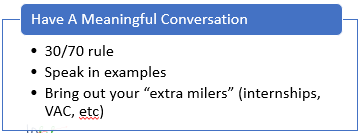 Have A Meaningful Conversation
• 30/70 rule
• Speak in examples
• Bring out your “extra milers” (internships,
VAC, etc)